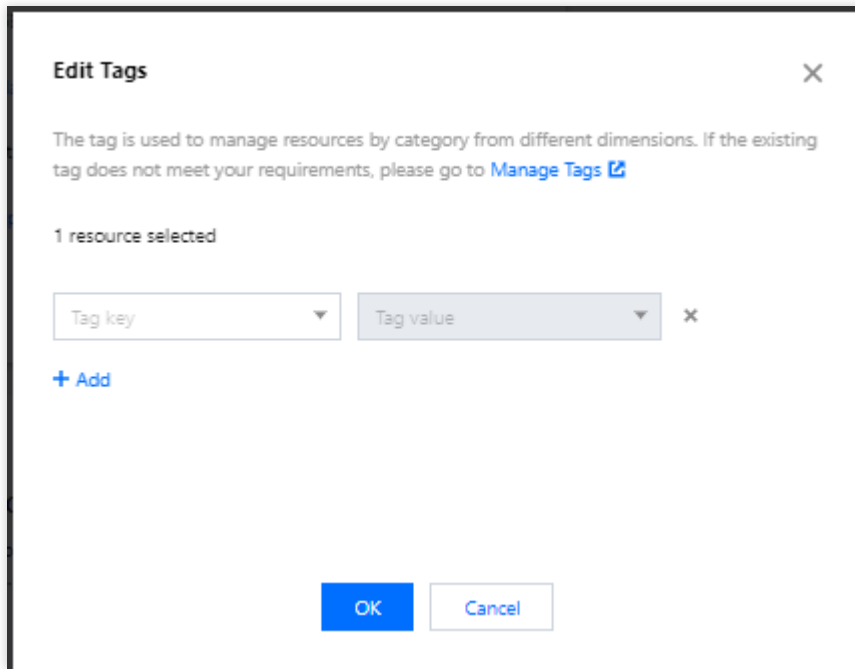 Edit Tags
The tag is used to manage resources by category from different dimensions. If the existing
tag does not meet your requirements, please go to Manage Tags
1 resource selected
Tag key Tag value
+ Add
OK Cancel